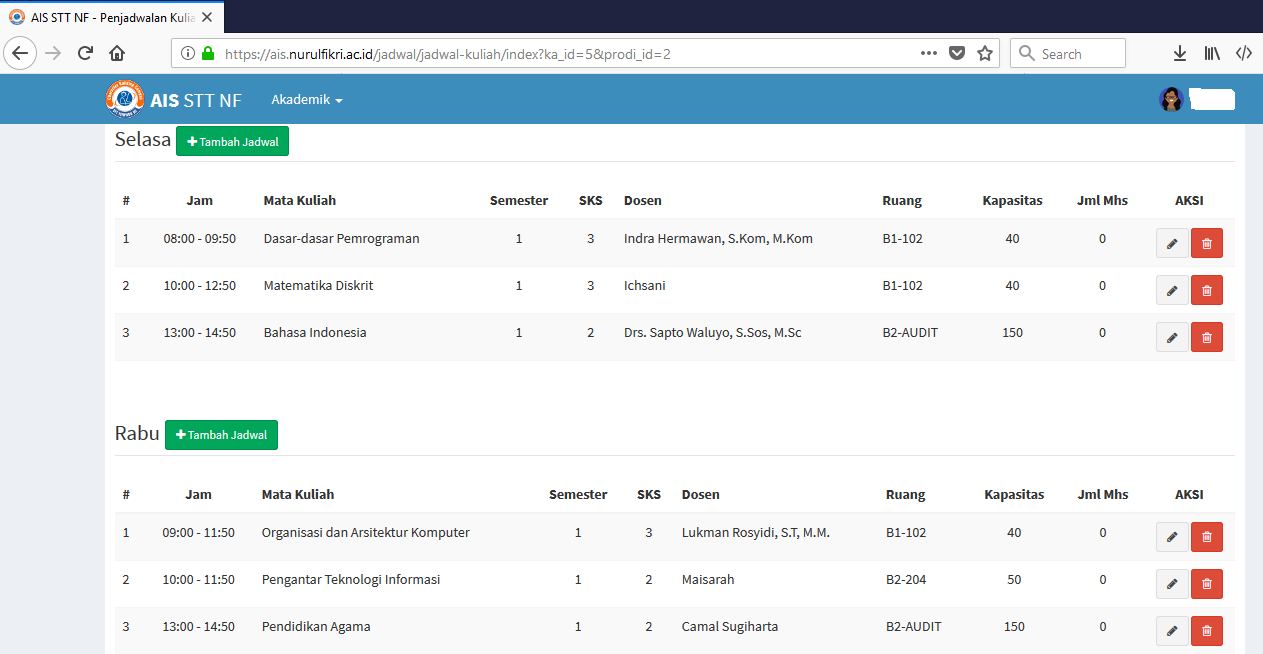 AIS STT NF - Penjadwalan Kulia
https://ais.nurulfikri.ac.id/jadwal/jadwal-kuliah/index?ka_id=5&prodi_id=2
Search
AIS STT NF Akademik
Selasa Tambah Jadwal
# Jam Mata Kuliah Semester SKS Dosen Ruang Kapasitas Jml Mhs AKSI
1 08:00 - 09:50 Dasar-dasar Pemrograman 1 3 Indra Hermawan, S.Kom, M.Kom B1-102 40 0
2 10:00 - 12:50 Matematika Diskrit 1 3 Ichsani B1-102 40 0
3 13:00 - 14:50 Bahasa Indonesia 1 2 Drs. Sapto Waluyo, S.Sos, M.Sc B2-AUDIT 150 0
Rabu Tambah Jadwal
# Jam Mata Kuliah Semester SKS Dosen Ruang Kapasitas Jml Mhs AKSI
1 09:00 - 11:50 Organisasi dan Arsitektur Komputer 1 3 Lukman Rosyidi, S.T, M.M. B1-102 40 0
2 10:00 - 11:50 Pengantar Teknologi Informasi 1 2 Maisarah B2-204 50 0
3 13:00 - 14:50 Pendidikan Agama 1 2 Camal Sugiharta B2-AUDIT 150 0